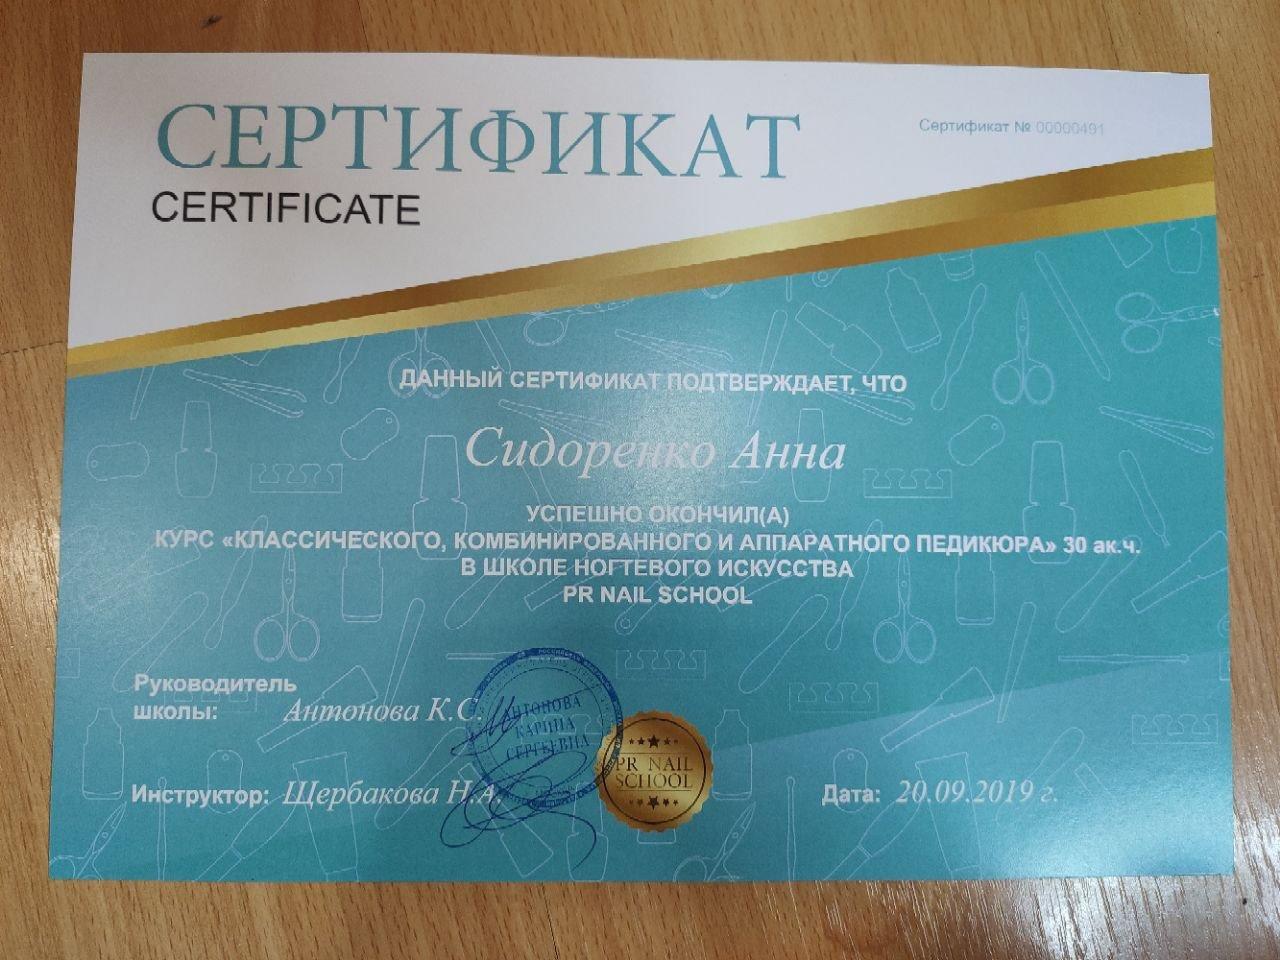 СЕРТИФИКАТ
Сертификат № 00000491
CERTIFICATE
ДАННЫЙ СЕРТИФИКАТ ПОДТВЕРЖДАЕТ, ЧТО
Сидоренко Анна
УСПЕШНО ОКОНЧИЛ(А)
КУРС «КЛАССИЧЕСКОГО, КОМБИНИРОВАННОГО И АППАРАТНОГО ПЕДИКЮРА» 30 ак.ч.
В ШКОЛЕ НОГТЕВОГО ИСКУССТВА
PR NAIL SCHOOL
Руководитель
школы: Антонова К.С.
АНТОНОВА
КАРИНА
СЕРГЕЕВНА
PR NAIL
SCHOOL
Инструктор: Щербакова Н.А.
Дата: 20.09.2019 г.